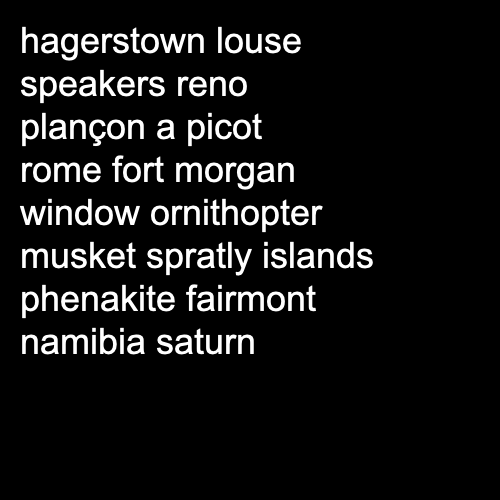 hagerstown louse
speakers reno
plançon a picot
rome fort morgan
window ornithopter
musket spratly islands
phenakite fairmont
namibia saturn